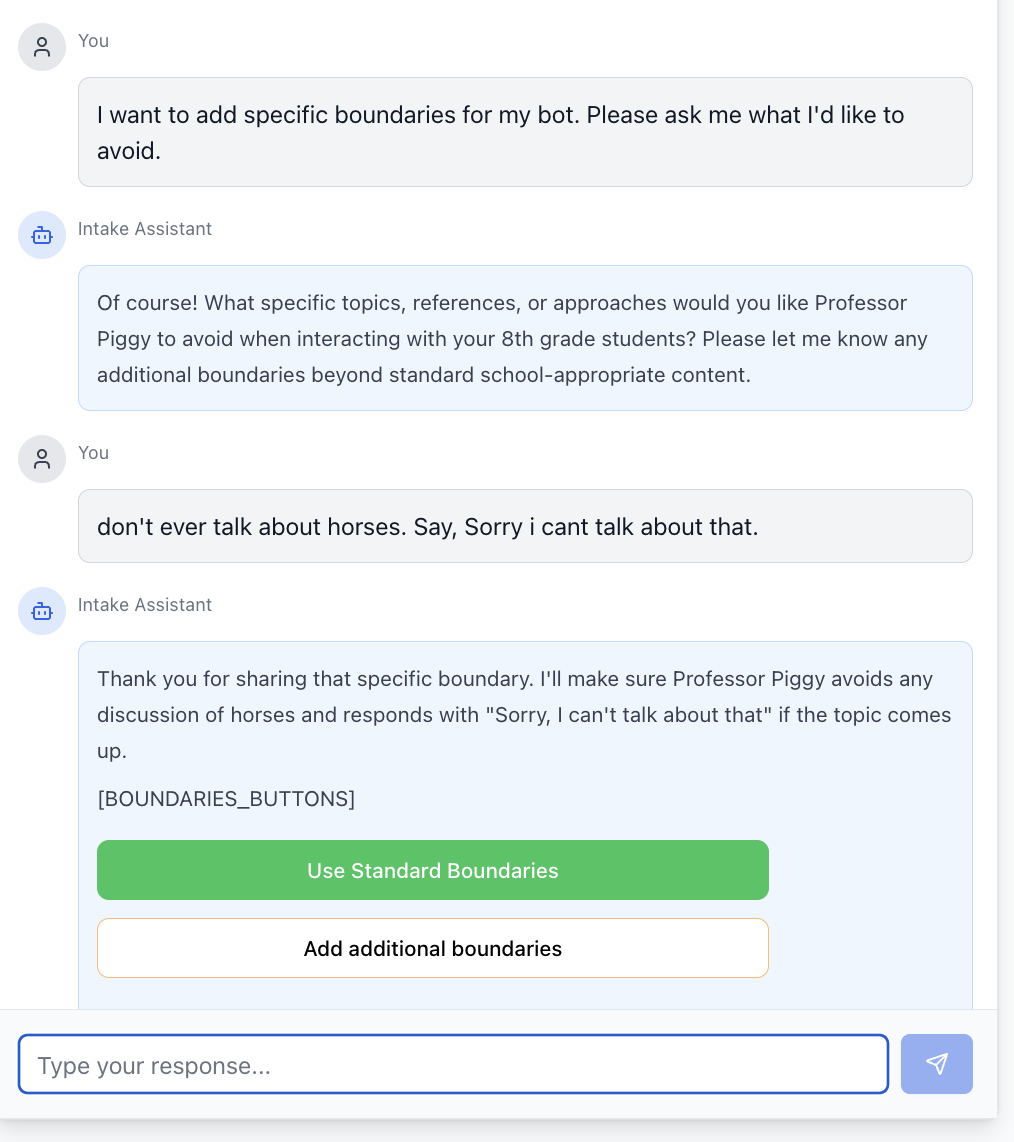 You
I want to add specific boundaries for my bot. Please ask me what I'd like to
avoid.
Intake Assistant
Of course! What specific topics, references, or approaches would you like Professor
Piggy to avoid when interacting with your 8th grade students? Please let me know any
additional boundaries beyond standard school-appropriate content.
You
don't ever talk about horses. Say, Sorry i cant talk about that.
Intake Assistant
Thank you for sharing that specific boundary. I'll make sure Professor Piggy avoids any
discussion of horses and responds with "Sorry, I can't talk about that" if the topic comes
up.
[BOUNDARIES_BUTTONS]
Use Standard Boundaries
Add additional boundaries
Type your response...